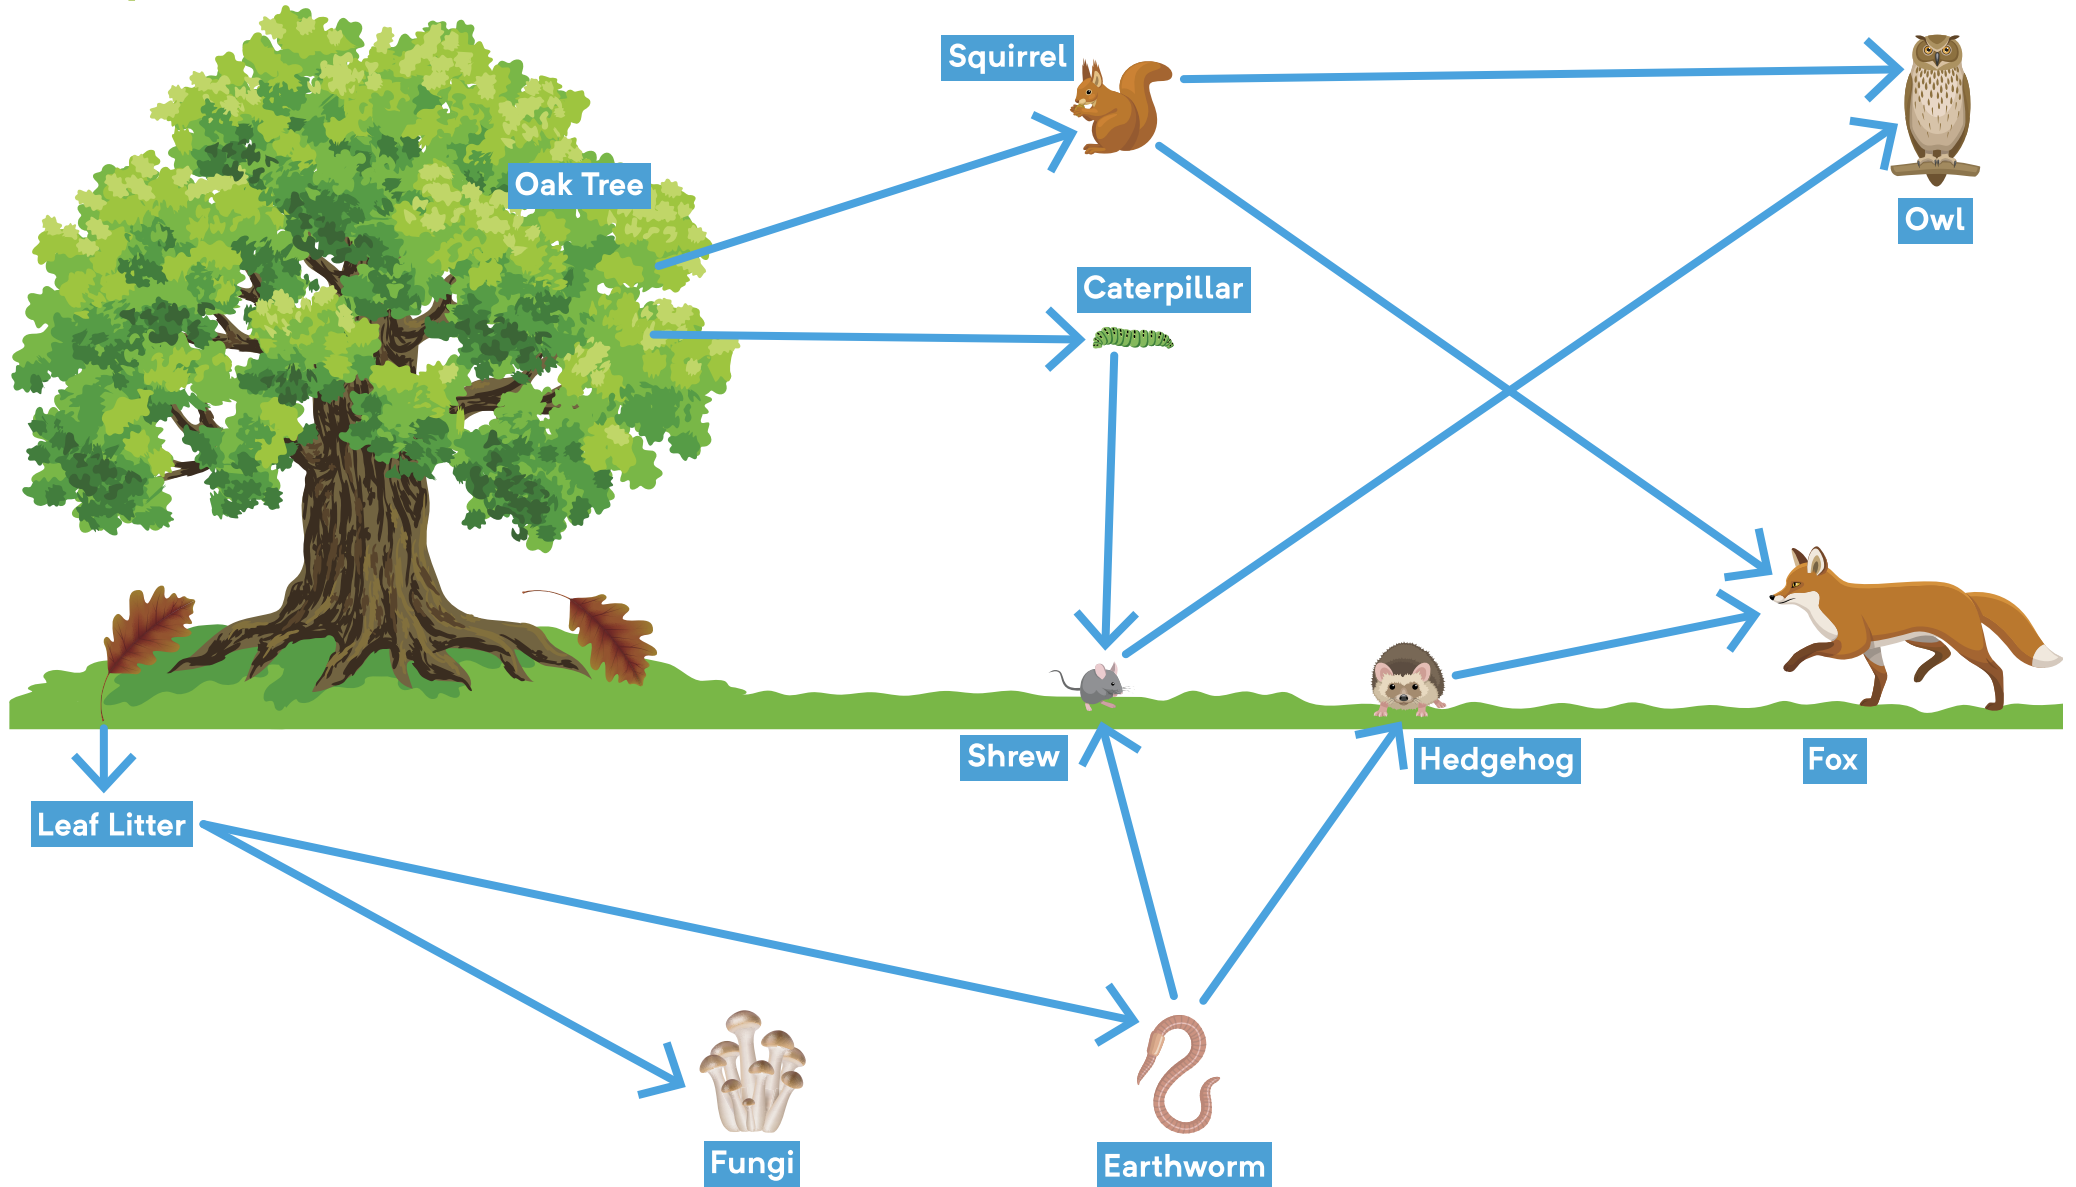 Squirrel
Oak Tree
Owl
Caterpillar
Shrew
Hedgehog
Fox
Leaf Litter
Fungi
Earthworm